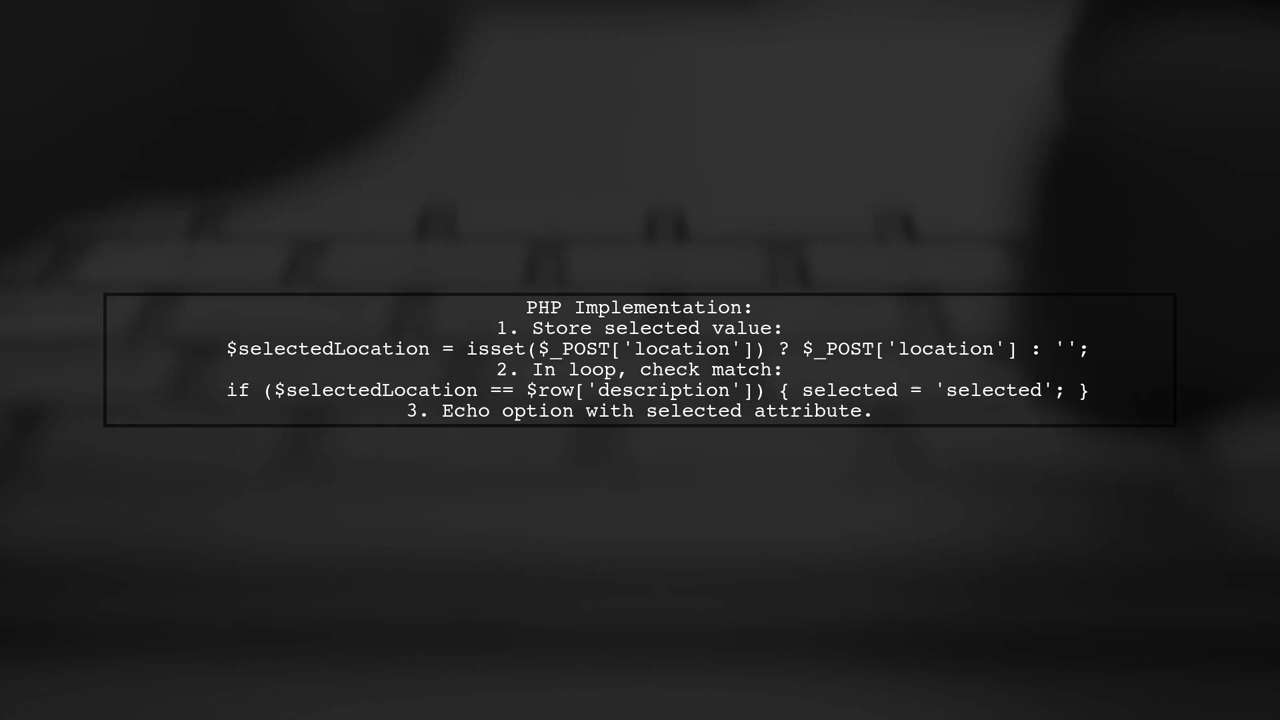 PHP Implementation:
1. Store selected value:
$selectedLocation = isset($_POST['location']) ? $_POST['location'] : '';
2. In loop, check match:
if ($selectedLocation == $row['description']) { selected = 'selected'; }
3. Echo option with selected attribute.